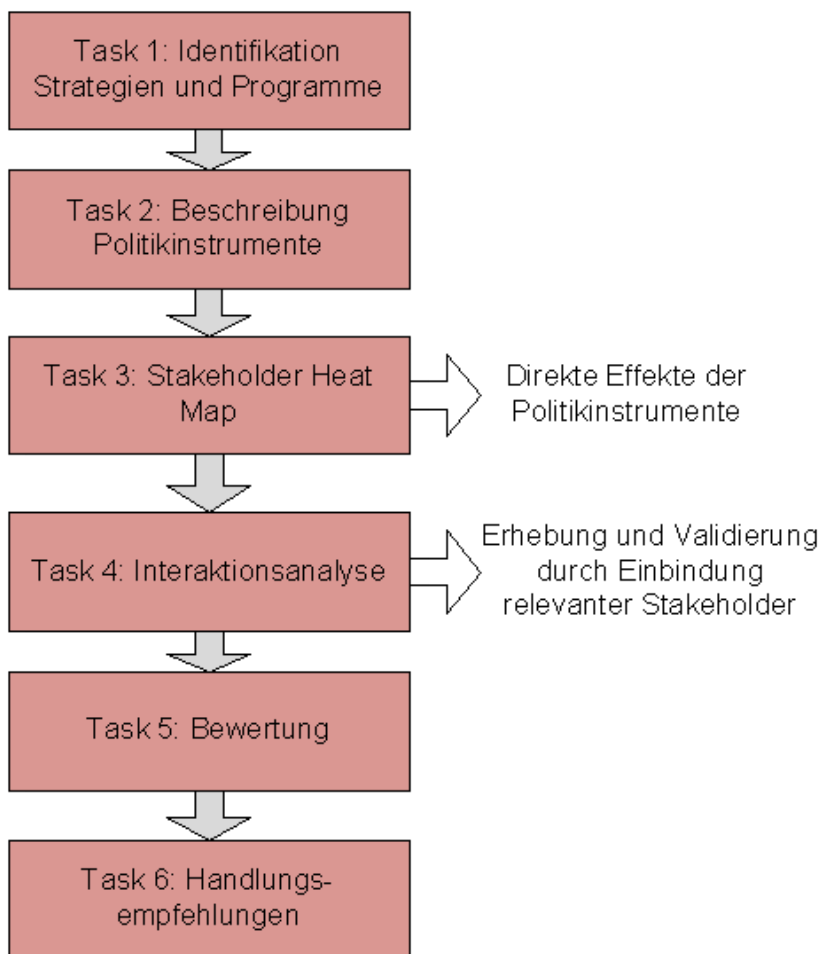 Task 1: Identifikation
Strategien und Programme
Task 2: Beschreibung
Politikinstrumente
Task 3: Stakeholder Heat
Map
Direkte Effekte der
Politikinstrumente
Task 4: Interaktionsanalyse
Erhebung und Validierung
durch Einbindung
relevanter Stakeholder
Task 5: Bewertung
Task 6: Handlungs-
empfehlungen